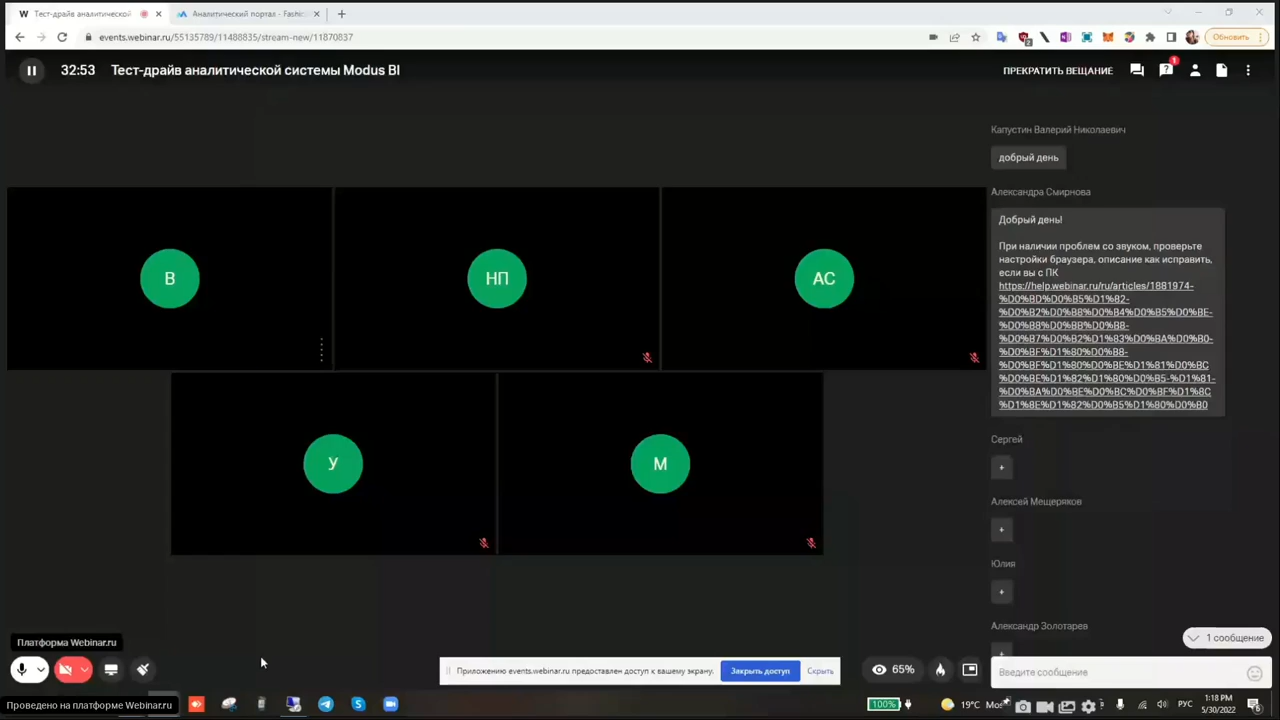 Тест-драйв аналитической
Аналитический портал - Fashio
events.webinar.ru/55135789/11488835/stream-new/11870837
Обновить
32:53
Тест-драйв аналитической системы Modus BI
ПРЕКРАТИТЬ ВЕЩАНИЕ
1
Капустин Валерий Николаевич
добрый день
Александра Смирнова
Добрый день!
При наличии проблем со звуком, проверьте
настройки браузера, описание как исправить,
если вы с ПК
https://help.webinar.ru/ru/articles/1881974-
%D0%BD%D0%B5%D1%82-
%D0%B2%D0%B8%D0%B4%D0%B5%D0%BE-
%D0%B8%D0%BB%D0%B8-
%D0%B7%D0%B2%D1%83%D0%BA%D0%B0-
%D0%BF%D1%80%D0%B8-
%D0%BF%D1%80%D0%BE%D1%81%D0%BC
%D0%BE%D1%82%D1%80%D0%B5-%D1%81-
%D0%BA%D0%BE%D0%BC%D0%BF%D1%8C
%D1%8E%D1%82%D0%B5%D1%80%D0%B0
В
НП
АС
У
М
Сергей
+
Алексей Мещеряков
+
Юлия
+
Александр Золотарев
+
1 сообщение
Платформа Webinar.ru
Приложению events.webinar.ru предоставлен доступ к вашему экрану.
Закрыть доступ
Скрыть
65%
Введите сообщение
Проведено на платформе Webinar.ru
100%
19°C
РУС
1:18 PM
5/30/2022